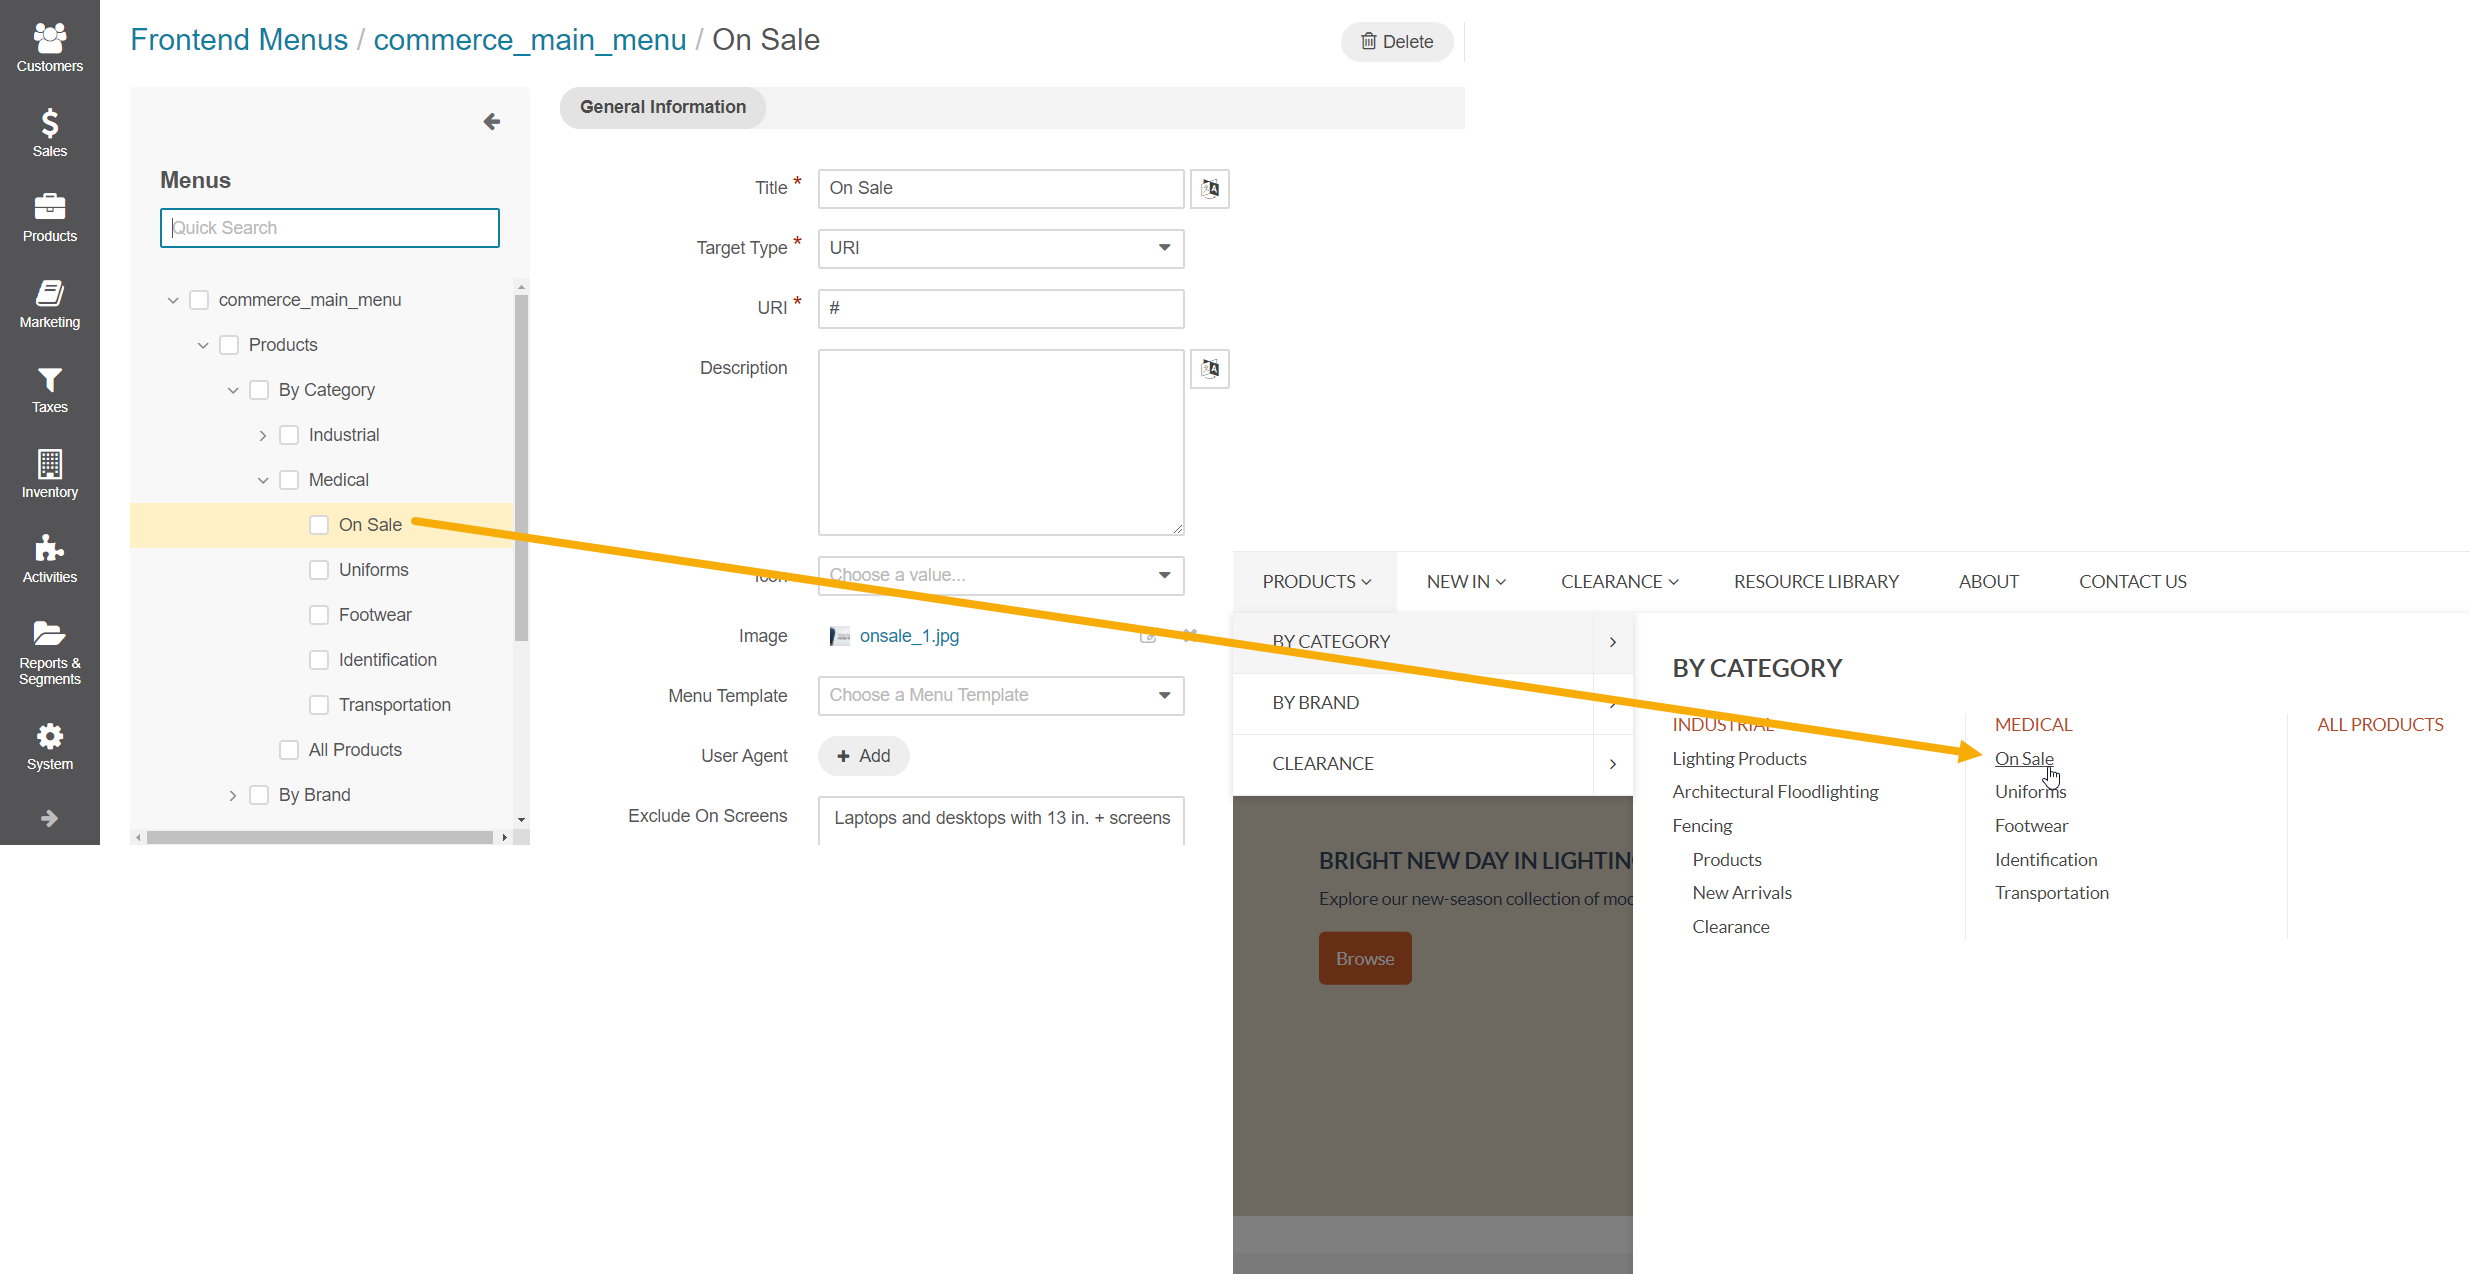 Customers
Sales
Products
Marketing
Taxes
Inventory
Activities
Reports &
Segments
System
Frontend Menus / commerce_main_menu / On Sale
Delete
Menus
Quick Search
commerce_main_menu
Products
By Category
Industrial
Medical
On Sale
Uniforms
Footwear
Identification
Transportation
All Products
By Brand
General Information
Title *
On Sale
Target Type *
URI
URI *
#
Description
Icon
Choose a value...
Image
onsale_1.jpg
Menu Template
Choose a Menu Template
User Agent
+ Add
Exclude On Screens
Laptops and desktops with 13 in. + screens
PRODUCTS
NEW IN
CLEARANCE
RESOURCE LIBRARY
ABOUT
CONTACT US
BY CATEGORY
BY BRAND
CLEARANCE
BY CATEGORY
INDUSTRIAL
Lighting Products
Architectural Floodlighting
Fencing
Products
New Arrivals
Clearance
MEDICAL
On Sale
Uniforms
Footwear
Identification
Transportation
ALL PRODUCTS
BRIGHT NEW DAY IN
Explore our new-season collection of
Browse